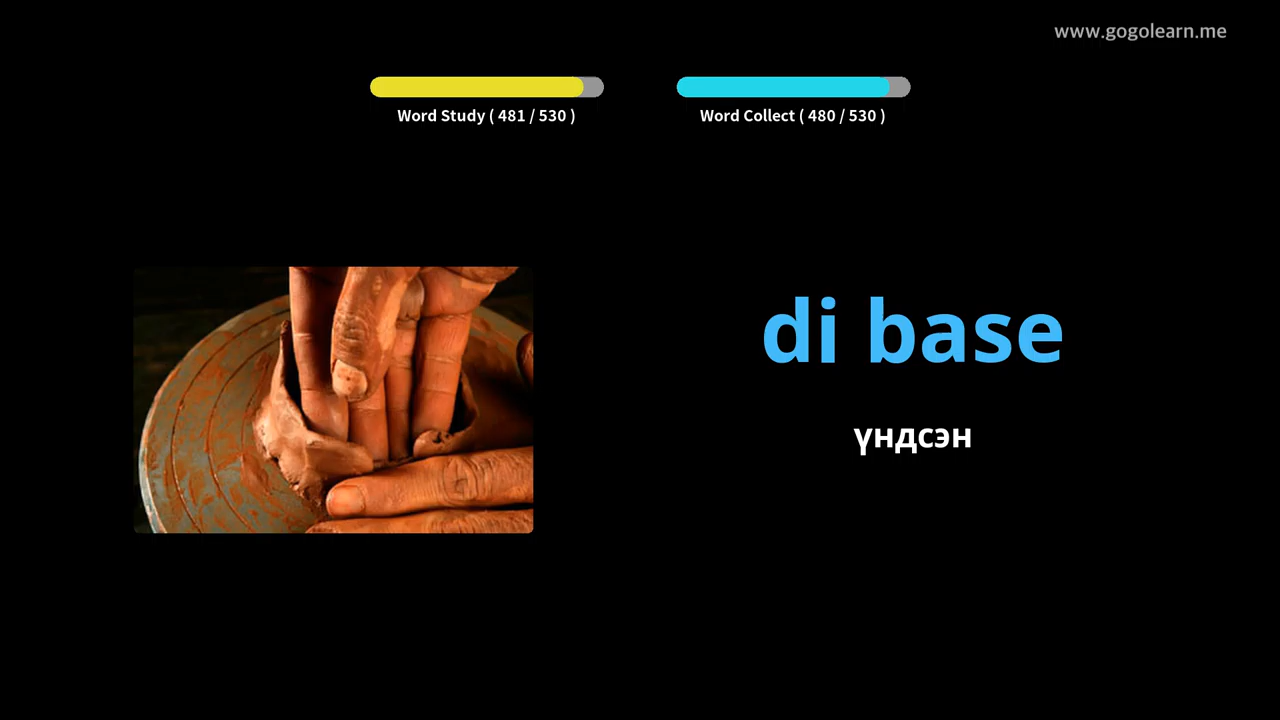 www.gogolearn.me
Word Study ( 481 / 530 )
Word Collect ( 480 / 530 )
di base
үндсэн